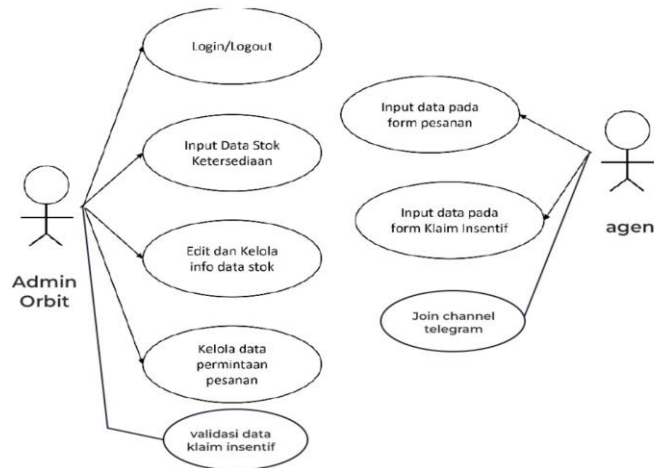 Login/Logout
Input Data Stok
Ketersediaan
Edit dan Kelola
info data stok
Kelola data
permintaan
pesanan
validasi data
klaim insentif
Admin
Orbit
Input data pada
form pesanan
Input data pada
form Klaim Insentif
Join channel
telegram
agen